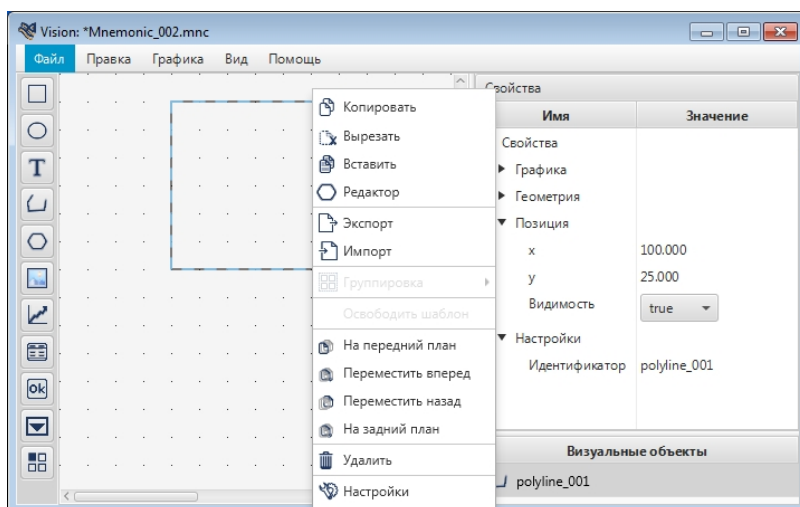 Vision: *Mnemonic_002.mnc
Файл Правка Графика Вид Помощь
T
Ok
Копировать
Вырезать
Вставить
Редактор
Экспорт
Импорт
Группировка
Освободить шаблон
На передний план
Переместить вперед
Переместить назад
На задний план
Удалить
Настройки
Свойства
Имя Значение
Свойства
Графика
Геометрия
Позиция
x 100.000
y 25.000
Видимость true
Настройки
Идентификатор polyline_001
Визуальные объекты
polyline_001